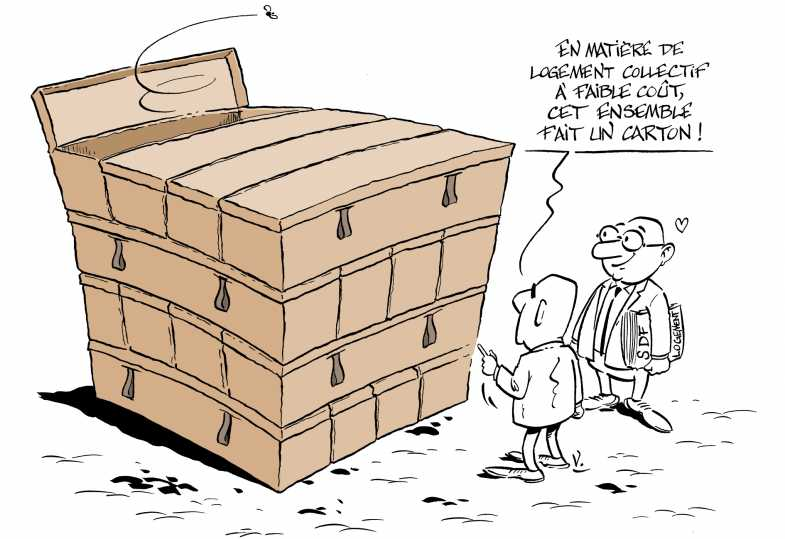 EN MATIÈRE DE
LOGEMENT COLLECTIF
À FAIBLE COÛT,
CET ENSEMBLE
FAIT UN CARTON !
SDF
LOGEMENT
V.